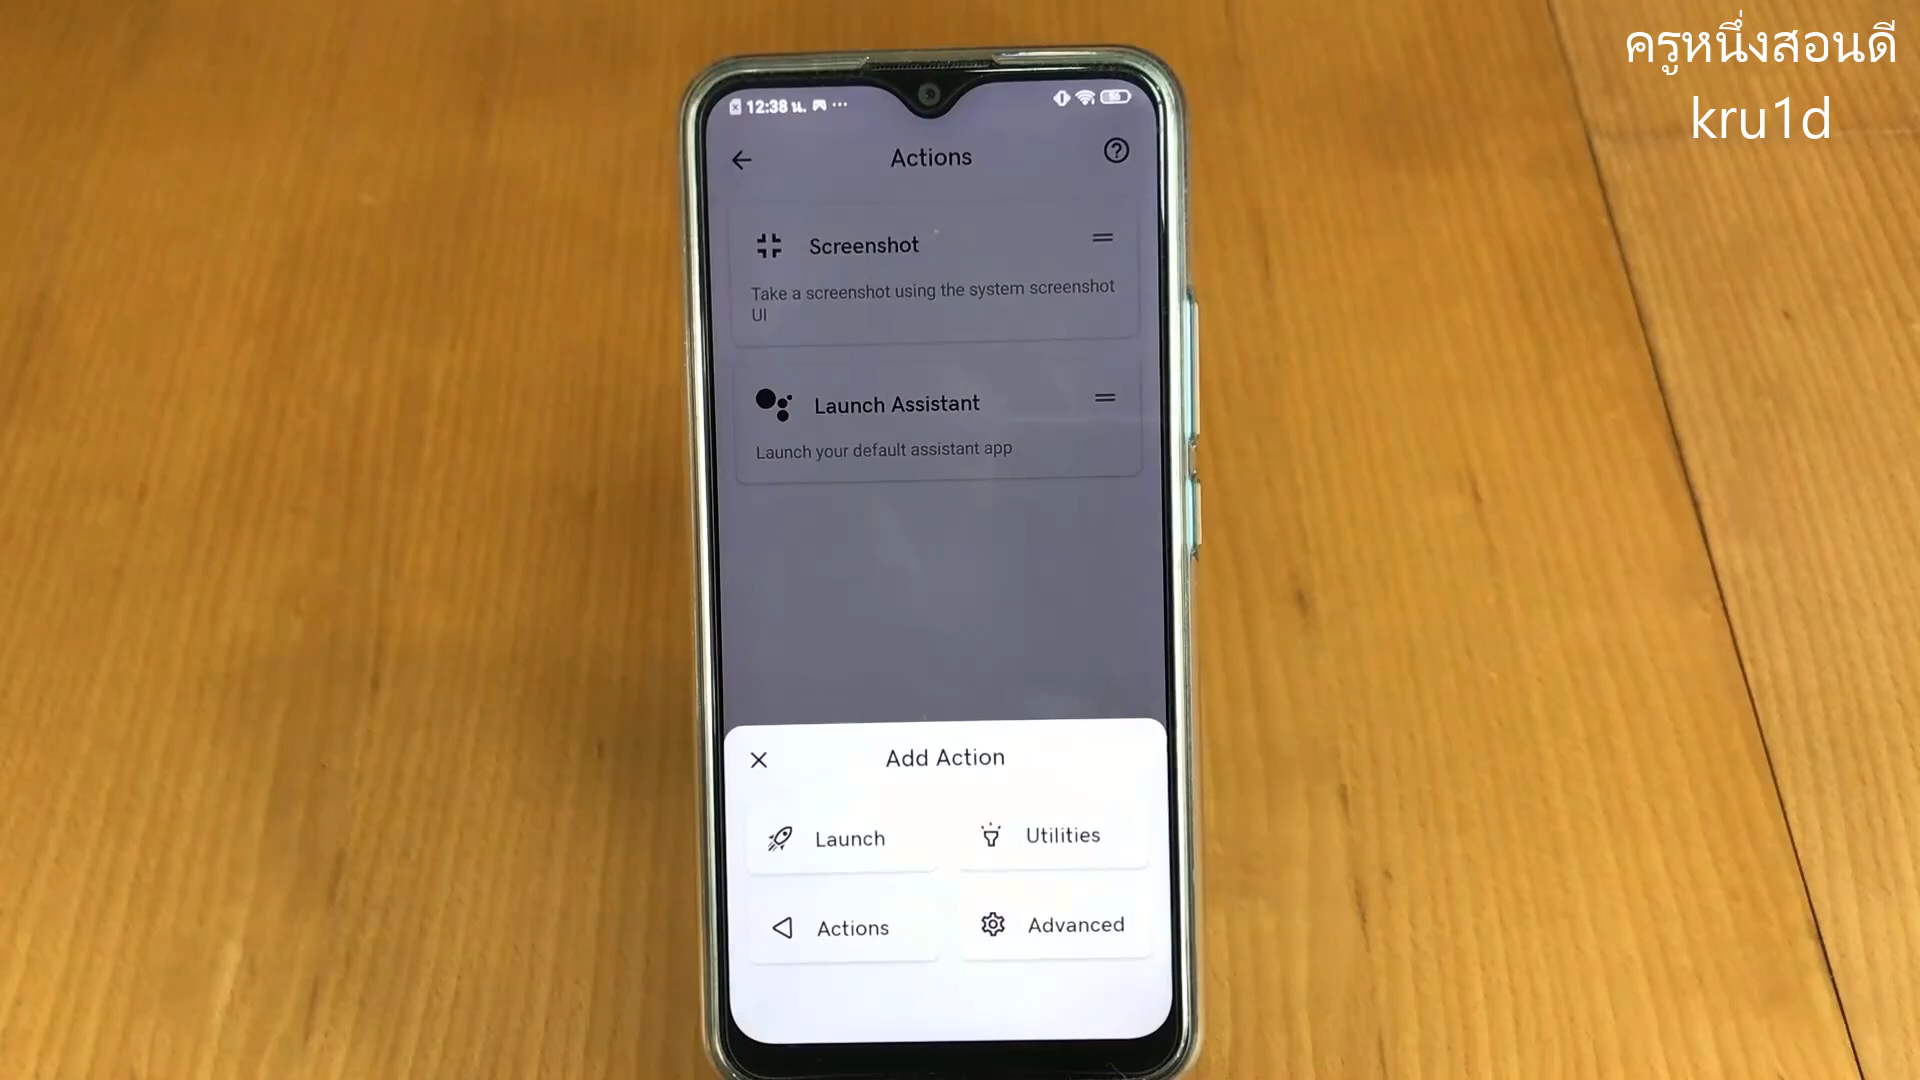 ครูหนึ่งสอนดี
kru1d
12:38 น.
56
Actions
Screenshot
Take a screenshot using the system screenshot
UI
Launch Assistant
Launch your default assistant app
Add Action
Launch
Utilities
Actions
Advanced